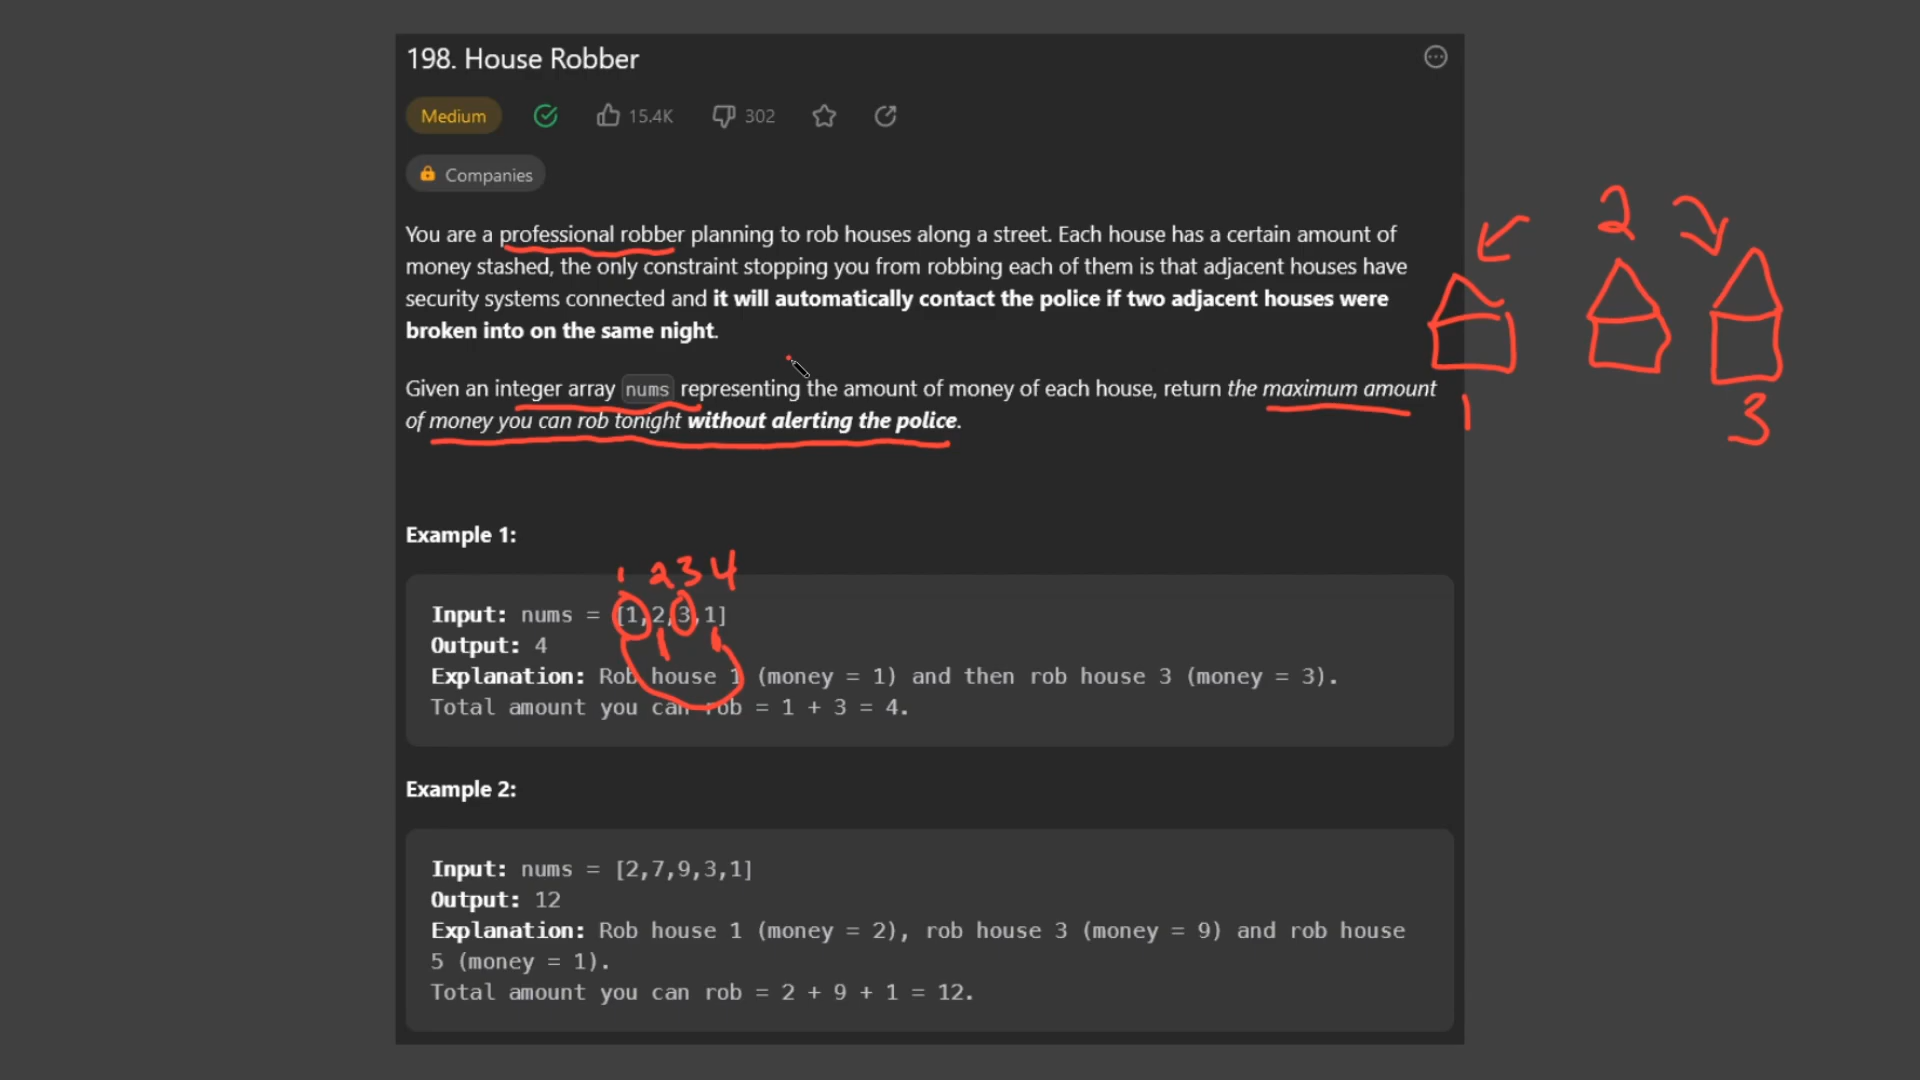 198. House Robber
Medium 15.4K 302
Companies
You are a professional robber planning to rob houses along a street. Each house has a certain amount of
money stashed, the only constraint stopping you from robbing each of them is that adjacent houses have
security systems connected and it will automatically contact the police if two adjacent houses were
broken into on the same night.
2
1
3
Given an integer array nums representing the amount of money of each house, return the maximum amount
of money you can rob tonight without alerting the police.
Example 1:
1 2 3 4
Input: nums = [1,2,3,1]
Output: 4
Explanation: Rob house 1 (money = 1) and then rob house 3 (money = 3).
Total amount you can rob = 1 + 3 = 4.
Example 2:
Input: nums = [2,7,9,3,1]
Output: 12
Explanation: Rob house 1 (money = 2), rob house 3 (money = 9) and rob house
5 (money = 1).
Total amount you can rob = 2 + 9 + 1 = 12.